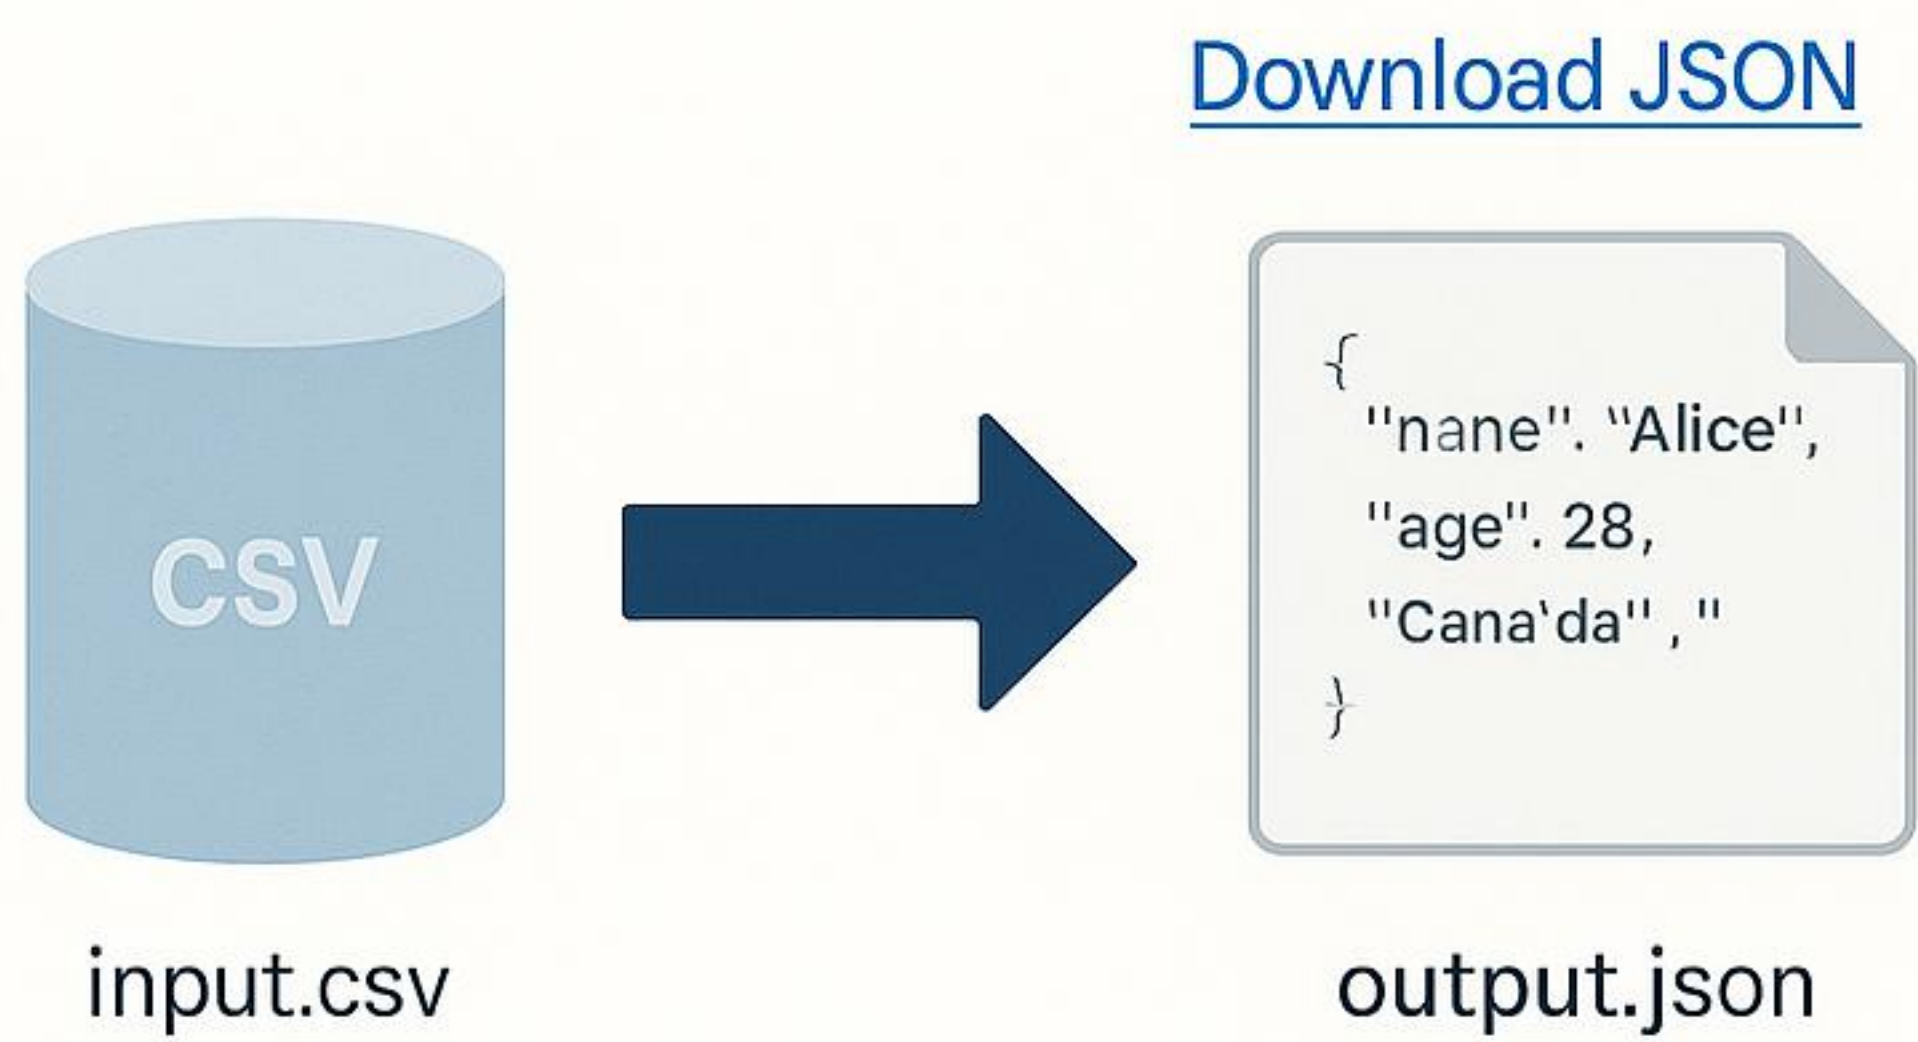 Download JSON
CSV
{
"nane". "Alice",
"age". 28,
"Cana'da" , "
}
input.csv
output.json